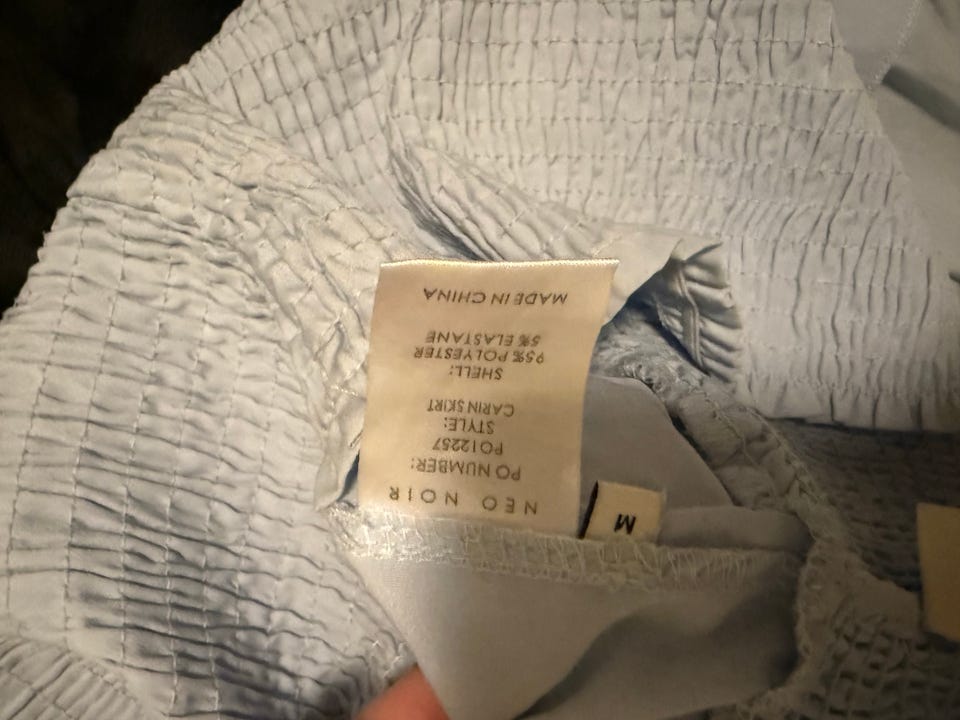 NEO NOIR
PO NUMBER:
PO12257
STYLE:
CARIN SKIRT
SHELL:
95% POLYESTER
5% ELASTANE
MADE IN CHINA
M